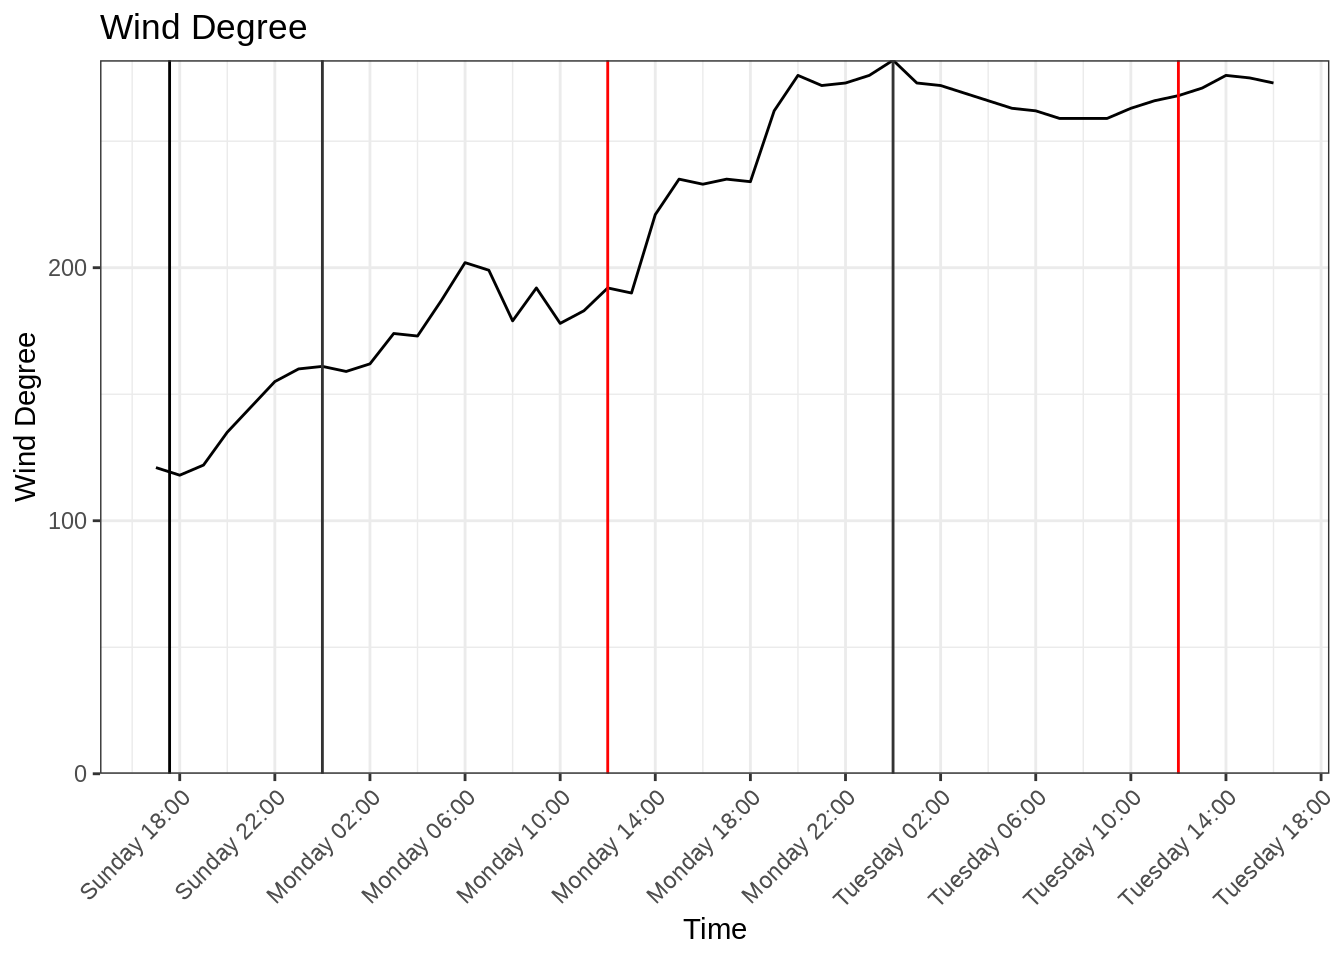 Wind Degree
Wind Degree
200
100
0
Sunday 18:00
Sunday 22:00
Monday 02:00
Monday 06:00
Monday 10:00
Monday 14:00
Monday 18:00
Monday 22:00
Tuesday 02:00
Tuesday 06:00
Tuesday 10:00
Tuesday 14:00
Tuesday 18:00
Time